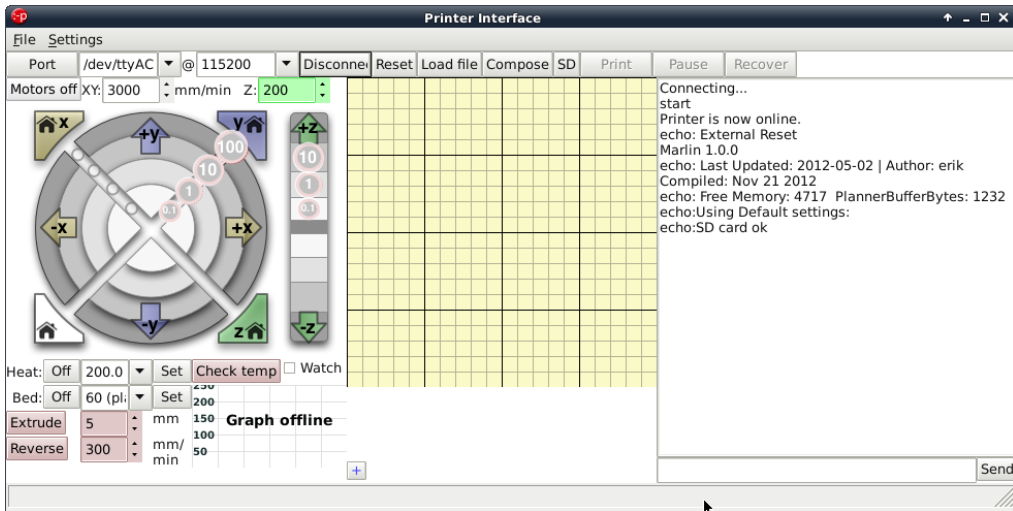 Printer Interface
File Settings
Port /dev/ttyAC @ 115200 Disconne Reset Load file Compose SD Print Pause Recover
Motors off XY: 3000 mm/min Z: 200
x y +z
+y 100
10 10
1 1
0.1 0.1
-x +x
-y z -z
Heat: Off 200.0 Set Check temp Watch
Bed: Off 60 (pla Set
Extrude 5 mm
Reverse 300 mm/
min
250
200
150 Graph offline
100
50
+
Connecting...
start
Printer is now online.
echo: External Reset
Marlin 1.0.0
echo: Last Updated: 2012-05-02 | Author: erik
Compiled: Nov 21 2012
echo: Free Memory: 4717 PlannerBufferBytes: 1232
echo:Using Default settings:
echo:SD card ok
Send